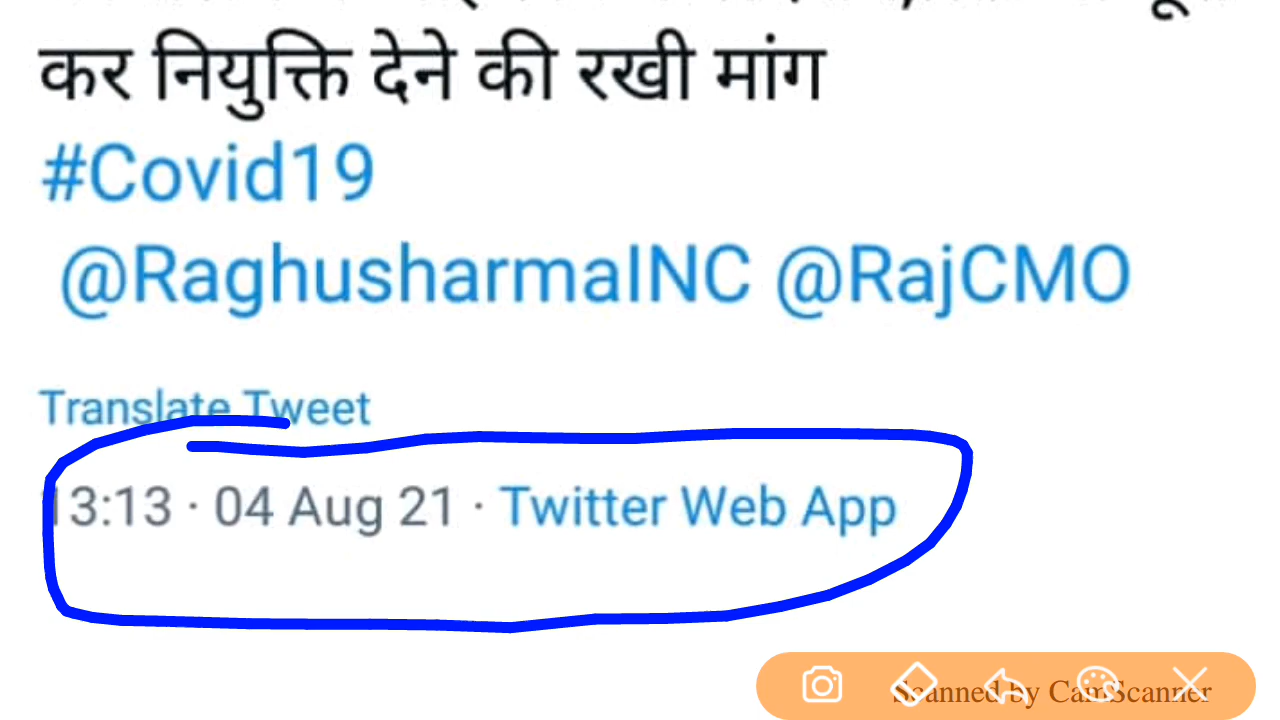 कर नियुक्ति देने की रखी मांग
#Covid19
@RaghusharmaINC @RajCMO
Translate Tweet
13:13 · 04 Aug 21 · Twitter Web App
Scanned by CamScanner